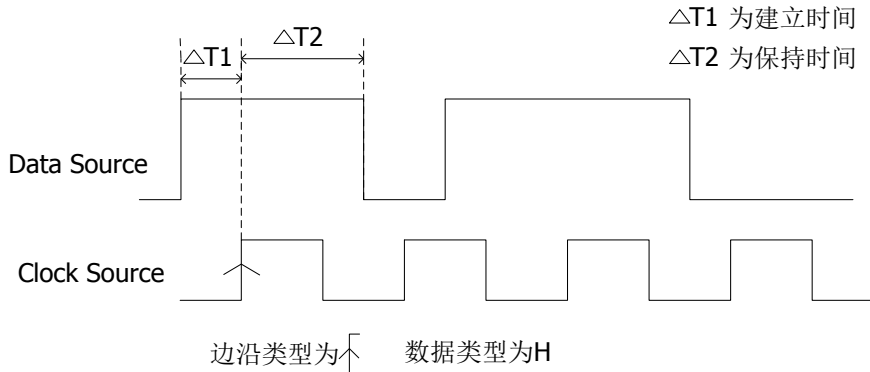 △T1 为建立时间
△T2 为保持时间
△T2
△T1
Data Source
Clock Source
边沿类型为 数据类型为H